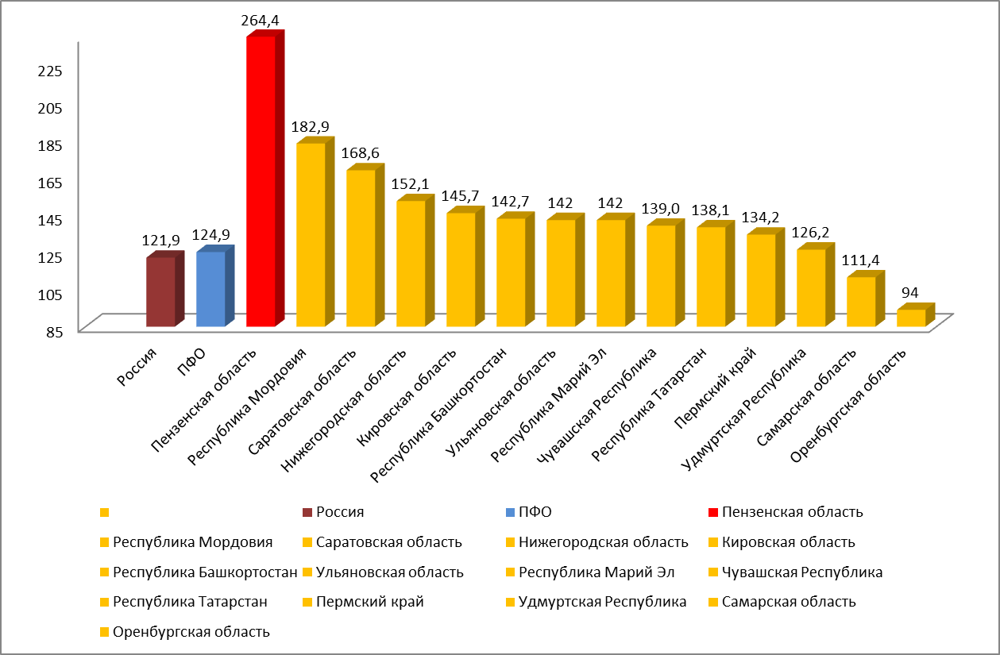 264,4
225
205
182,9
185
168,6
165
152,1
145,7
142,7
142
142
139,0
138,1
134,2
145
126,2
121,9
124,9
125
111,4
105
94
85
Россия
ПФО
Пензенская область
Республика Мордовия
Саратовская область
Нижегородская область
Кировская область
Республика Башкортостан
Ульяновская область
Республика Марий Эл
Чувашская Республика
Республика Татарстан
Пермский край
Удмуртская Республика
Самарская область
Оренбургская область
Россия ПФО Пензенская область
Республика Мордовия Саратовская область Нижегородская область Кировская область
Республика Башкортостан Ульяновская область Республика Марий Эл Чувашская Республика
Республика Татарстан Пермский край Удмуртская Республика Самарская область
Оренбургская область